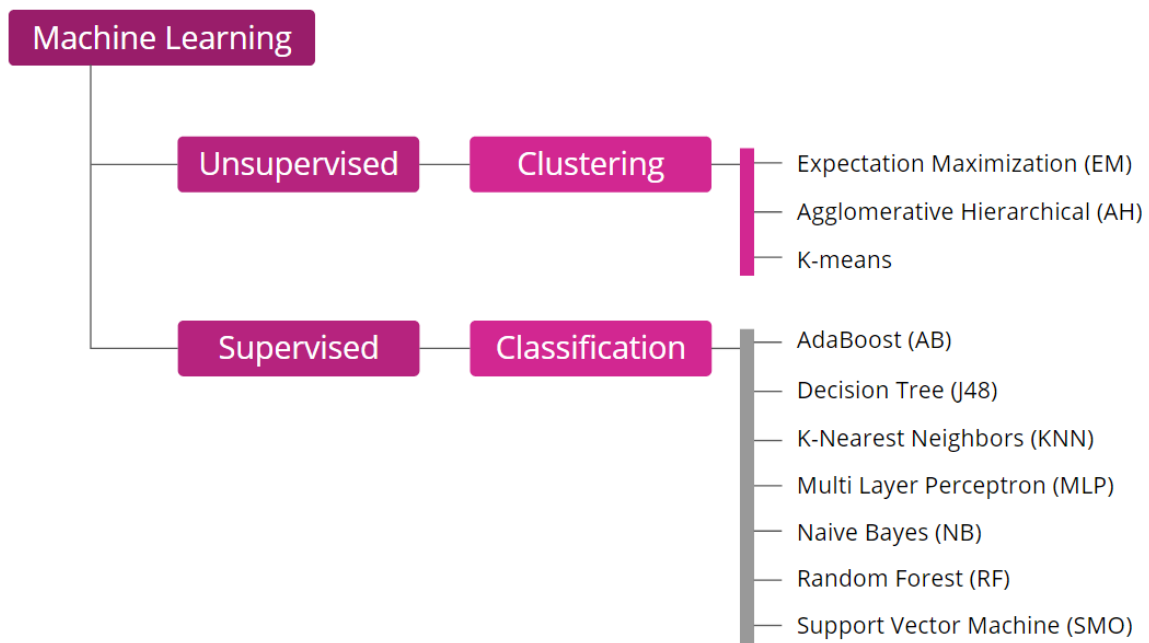 Machine Learning
Unsupervised
Clustering
Expectation Maximization (EM)
Agglomerative Hierarchical (AH)
K-means
Supervised
Classification
AdaBoost (AB)
Decision Tree (J48)
K-Nearest Neighbors (KNN)
Multi Layer Perceptron (MLP)
Naive Bayes (NB)
Random Forest (RF)
Support Vector Machine (SMO)